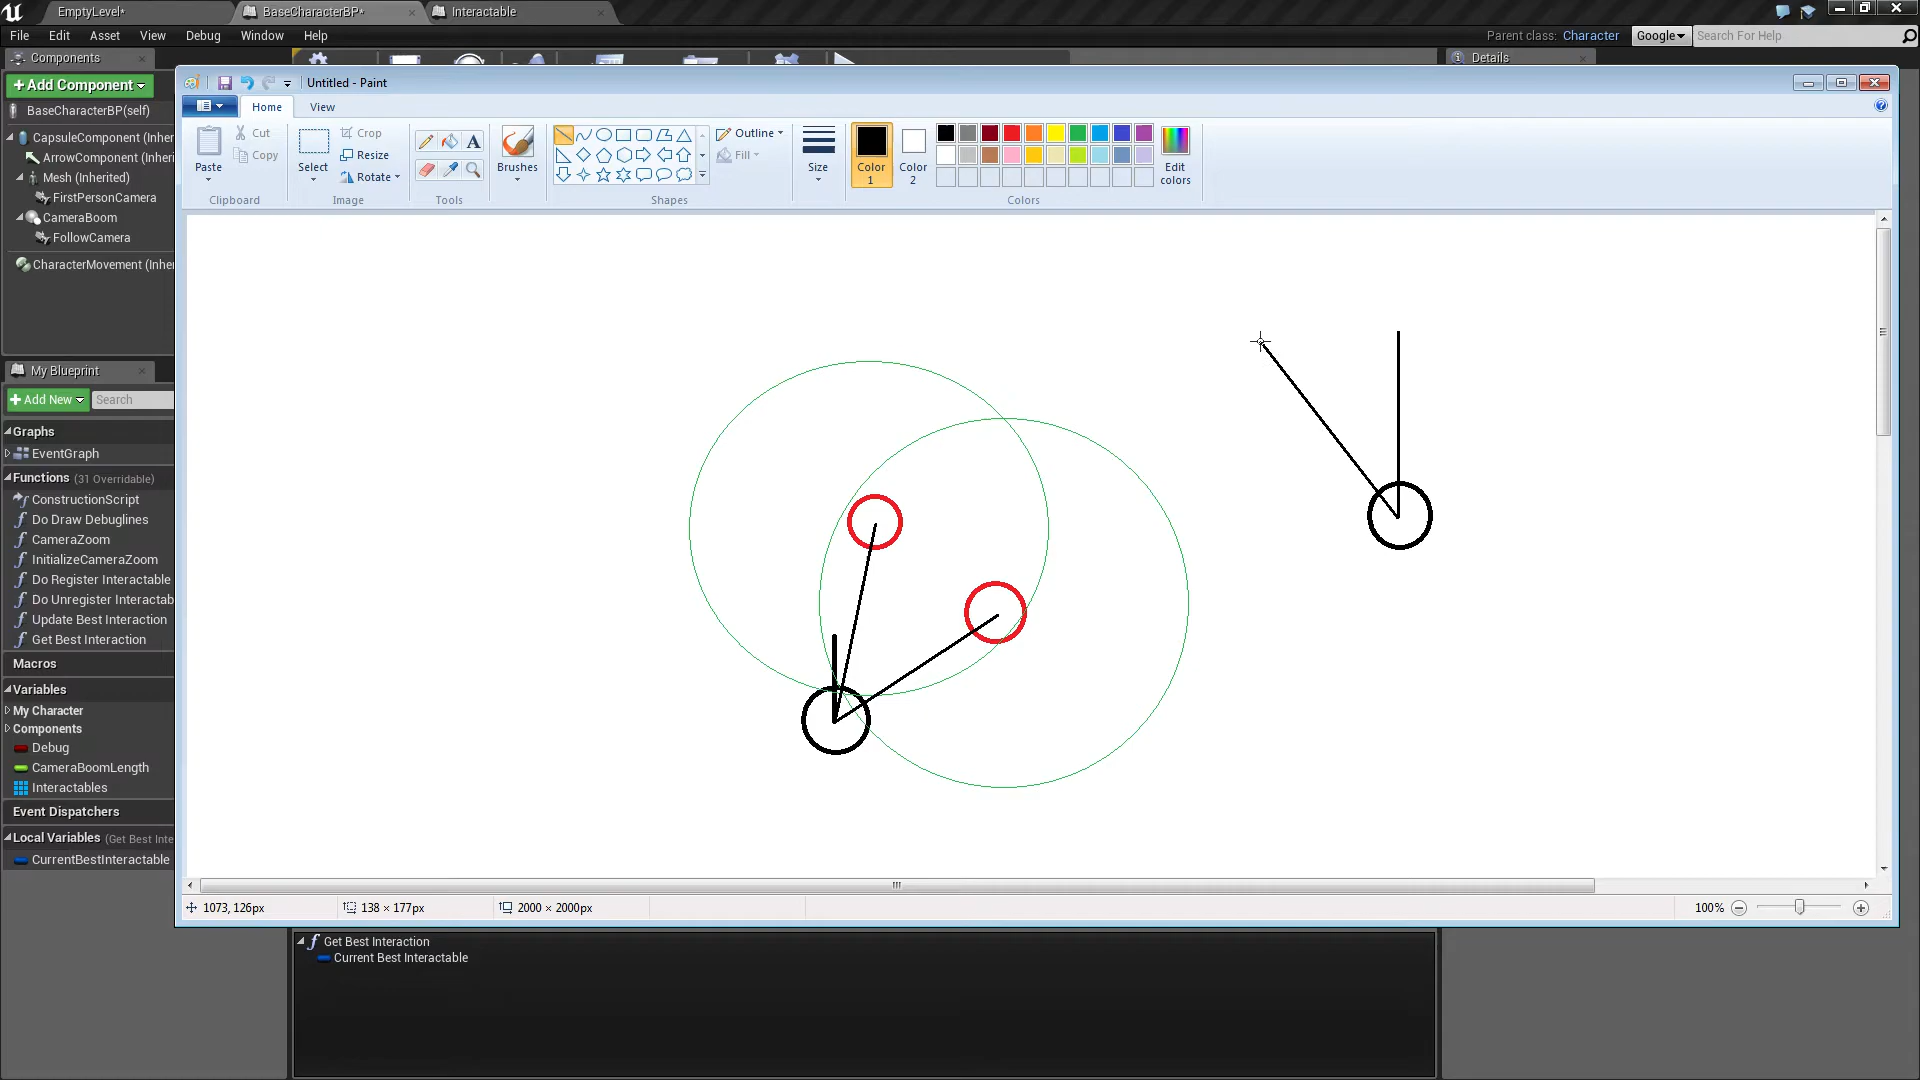 EmptyLevel*
BaseCharacterBP*
Interactable
File Edit Asset View Debug Window Help
Parent class: Character
Google
Search For Help
Components
Details
Untitled - Paint
+ Add Component
Home
View
BaseCharacterBP(self)
CapsuleComponent (Inher
ArrowComponent (Inheri
Mesh (Inherited)
FirstPersonCamera
CameraBoom
FollowCamera
CharacterMovement (Inhe
Paste
Cut
Copy
Clipboard
Select
Crop
Resize
Rotate
Image
A
Tools
Brushes
Outline
Fill
Shapes
Size
Color
1
Color
2
Edit
colors
Colors
My Blueprint
+ Add New
Search
Graphs
EventGraph
Functions (31 Overridable)
ConstructionScript
Do Draw Debuglines
CameraZoom
InitializeCameraZoom
Do Register Interactable
Do Unregister Interactab
Update Best Interaction
Get Best Interaction
Macros
Variables
My Character
Components
Debug
CameraBoomLength
Interactables
Event Dispatchers
Local Variables (Get Best Inte
CurrentBestInteractable
1073, 126px
138 × 177px
2000 × 2000px
100%
Get Best Interaction
Current Best Interactable